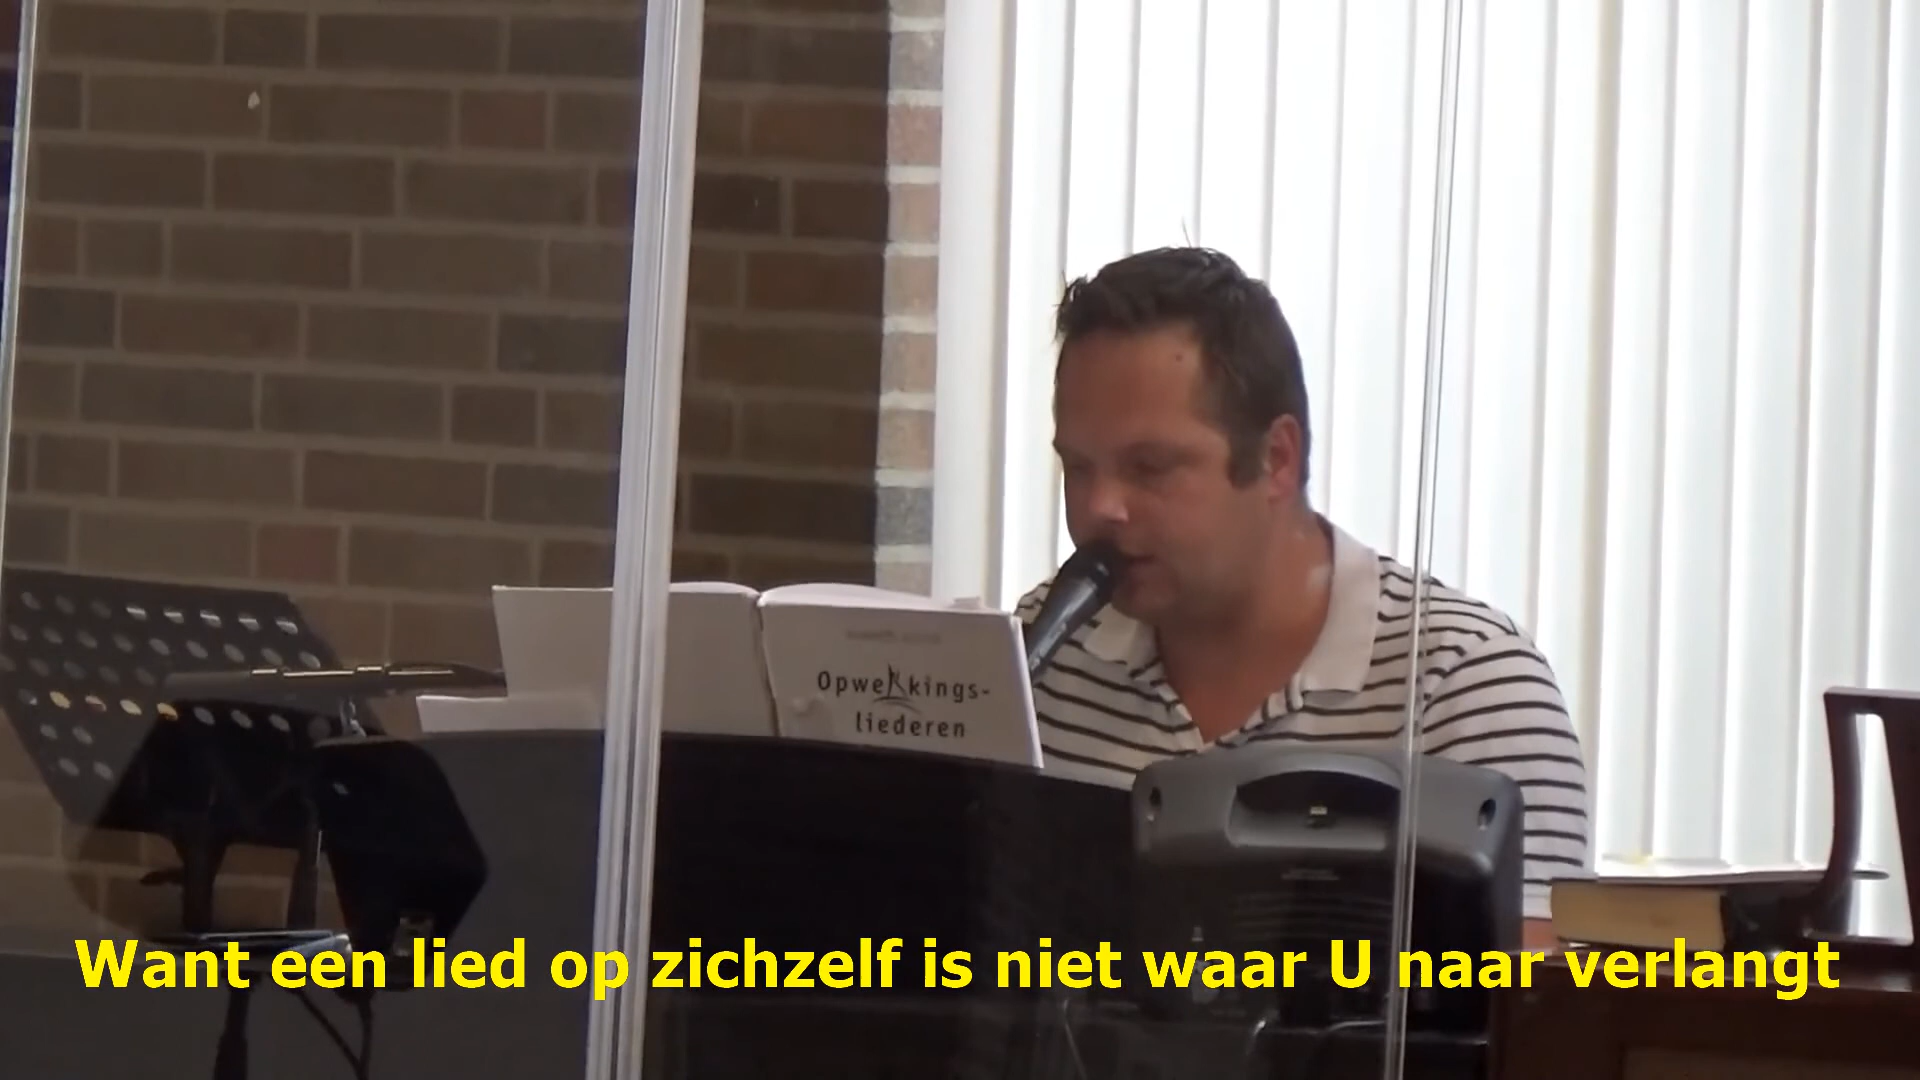 Opwekkings-
liederen
Want een lied op zichzelf is niet waar U naar verlangt